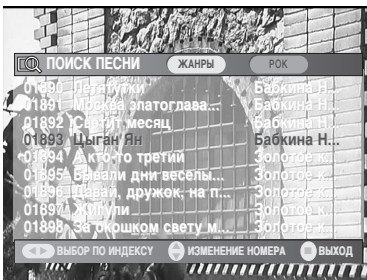 ПОИСК ПЕСНИ ЖАНРЫ РОК
01890 Пеtatутки Бабкина Н...
01891 Москва златоглава... Бабкина Н...
01892 Светит месяц Бабкина Н...
01893 Цыган Ян Бабкина Н...
01894 А кто-то третий Золотое к...
01895 Бывали дни веселы... Золотое к...
01896 Давай, дружок, на п... Золотое к...
01897 Жигули Золотое к...
01898 За окошком свету м... Золотое к...
ВЫБОР ПО ИНДЕКСУ ИЗМЕНЕНИЕ НОМЕРА ВЫХОД